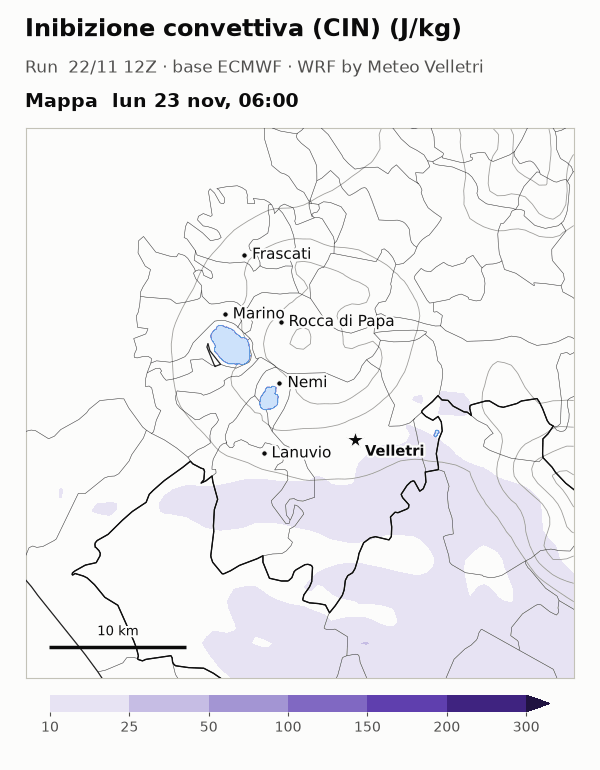 Inibizione convettiva (CIN) (J/kg)
Run 22/11 12Z · base ECMWF · WRF by Meteo Velletri
Mappa lun 23 nov, 06:00
Frascati
Marino
Rocca di Papa
Nemi
Velletri
Lanuvio
10 km
10 25 50 100 150 200 300